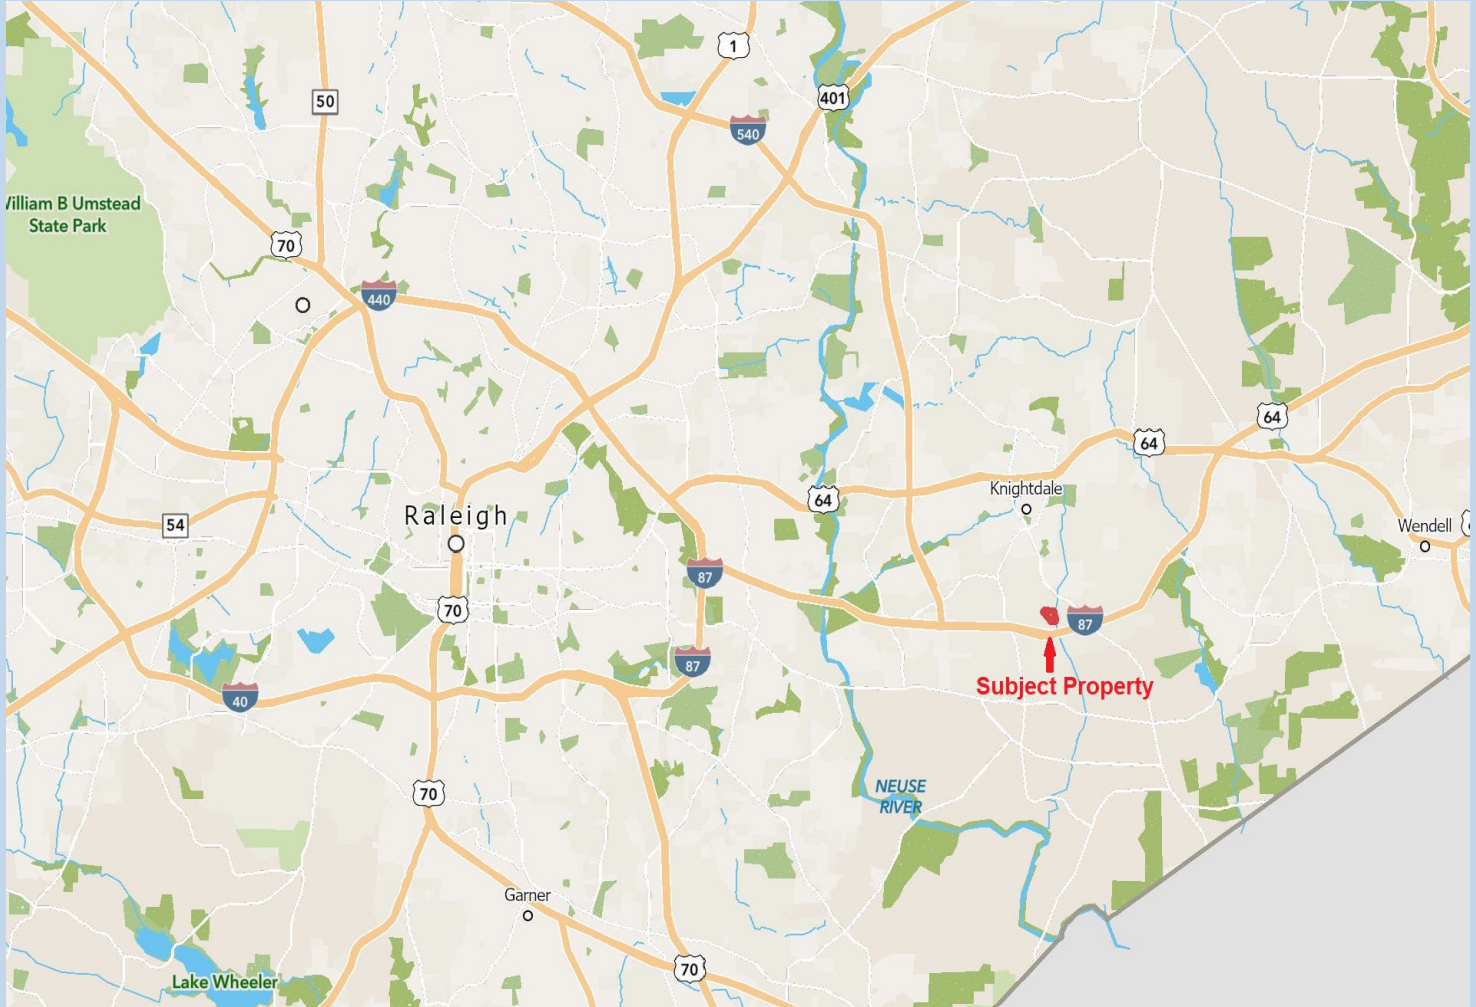 1
50
401
540
William B Umstead
State Park
70
440
64
64
Knightdale
64
Raleigh
54
Wendell
87
70
87
87
40
Subject Property
70
NEUSE
RIVER
Garner
70
Lake Wheeler